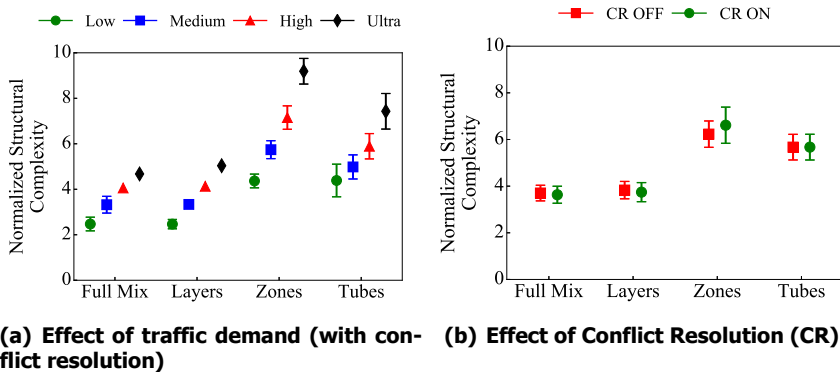 Low Medium High Ultra
10
8
6
4
2
0
Normalized Structural
Complexity
Full Mix Layers Zones Tubes
(a) Effect of traffic demand (with con-
flict resolution)
CR OFF CR ON
10
8
6
4
2
0
Normalized Structural
Complexity
Full Mix Layers Zones Tubes
(b) Effect of Conflict Resolution (CR)